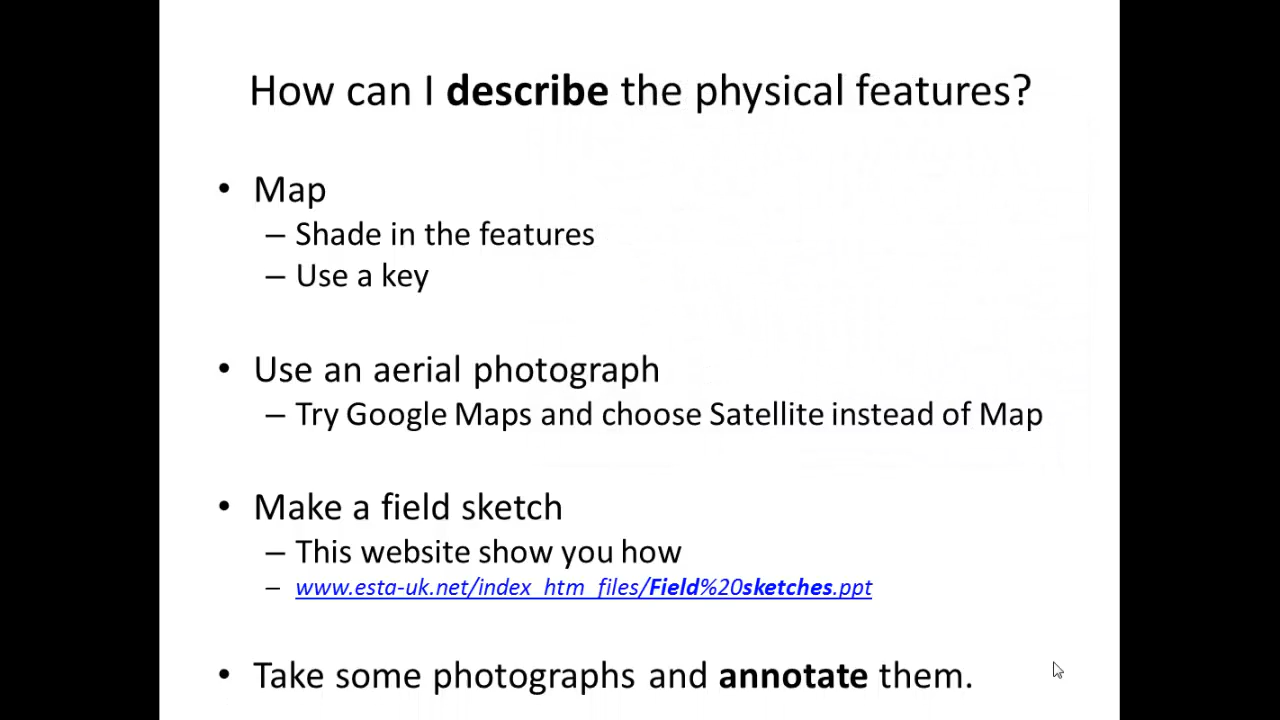 How can I describe the physical features?
• Map
– Shade in the features
– Use a key
• Use an aerial photograph
– Try Google Maps and choose Satellite instead of Map
• Make a field sketch
– This website show you how
– www.esta-uk.net/index_htm_files/Field%20sketches.ppt
• Take some photographs and annotate them.